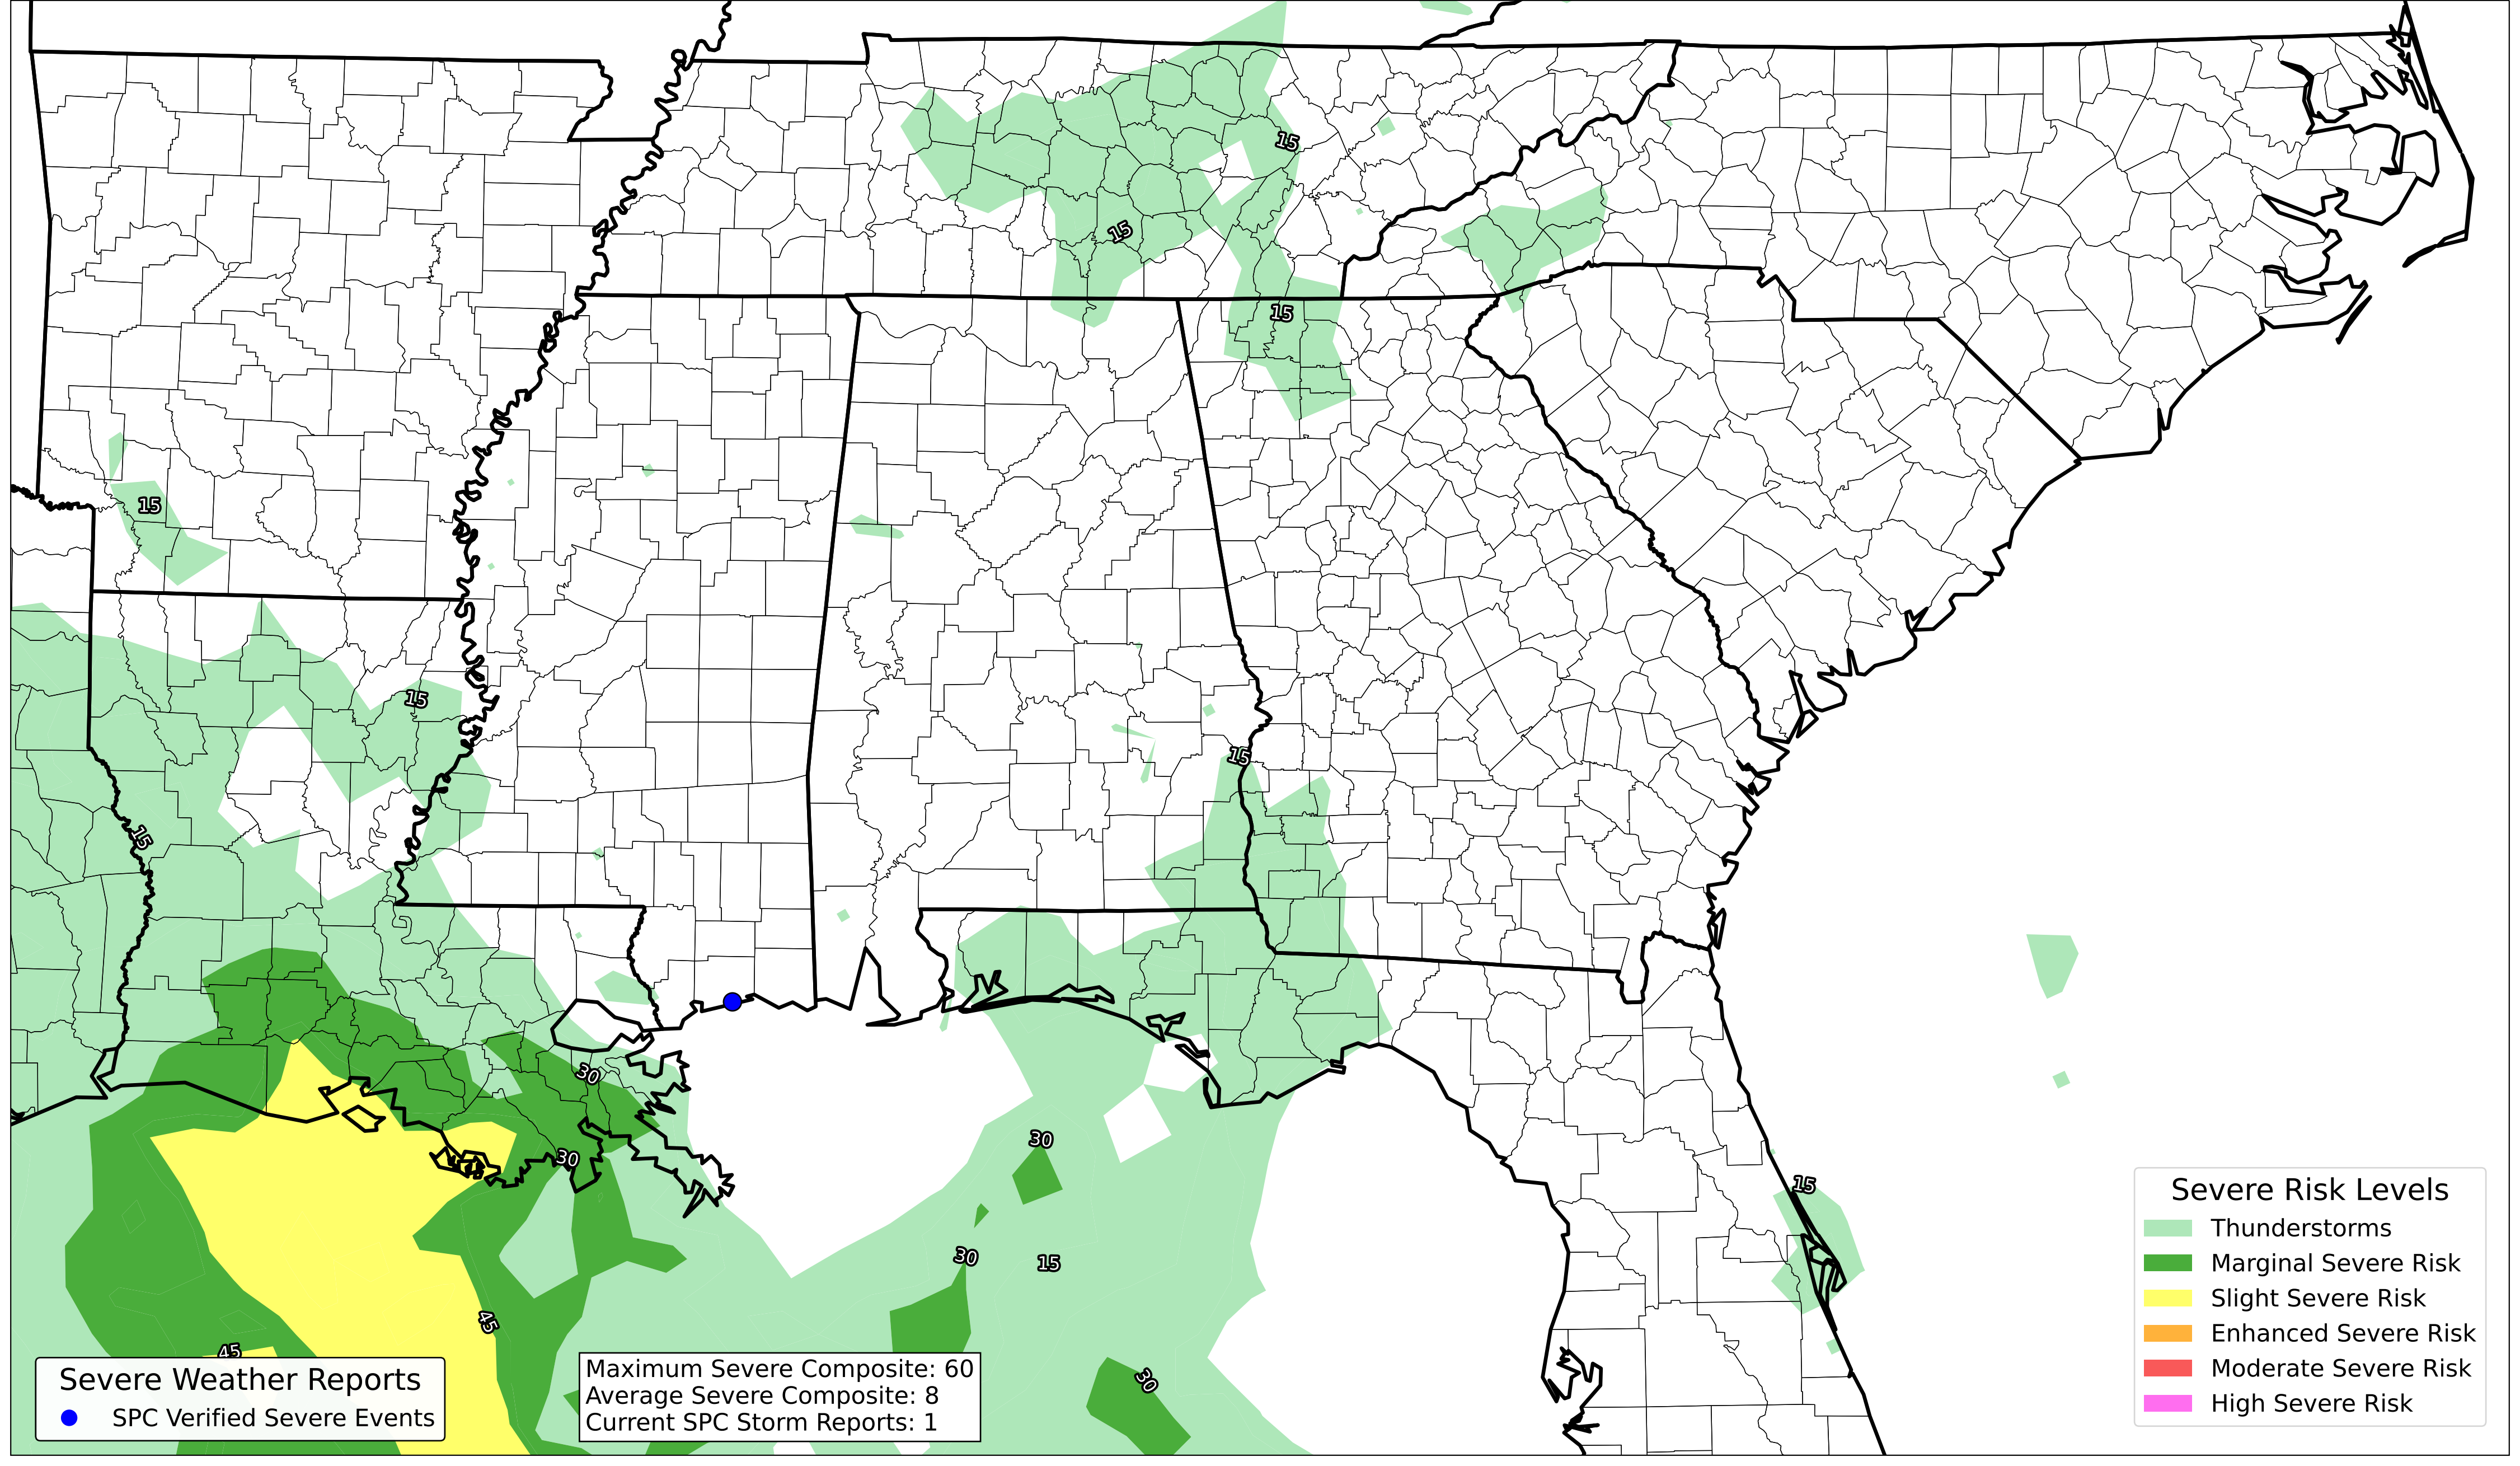 15
15
15
15
15
15
15
30
30
15
30
30
15
45
45
30
Severe Weather Reports
SPC Verified Severe Events
Maximum Severe Composite: 60
Average Severe Composite: 8
Current SPC Storm Reports: 1
Severe Risk Levels
Thunderstorms
Marginal Severe Risk
Slight Severe Risk
Enhanced Severe Risk
Moderate Severe Risk
High Severe Risk